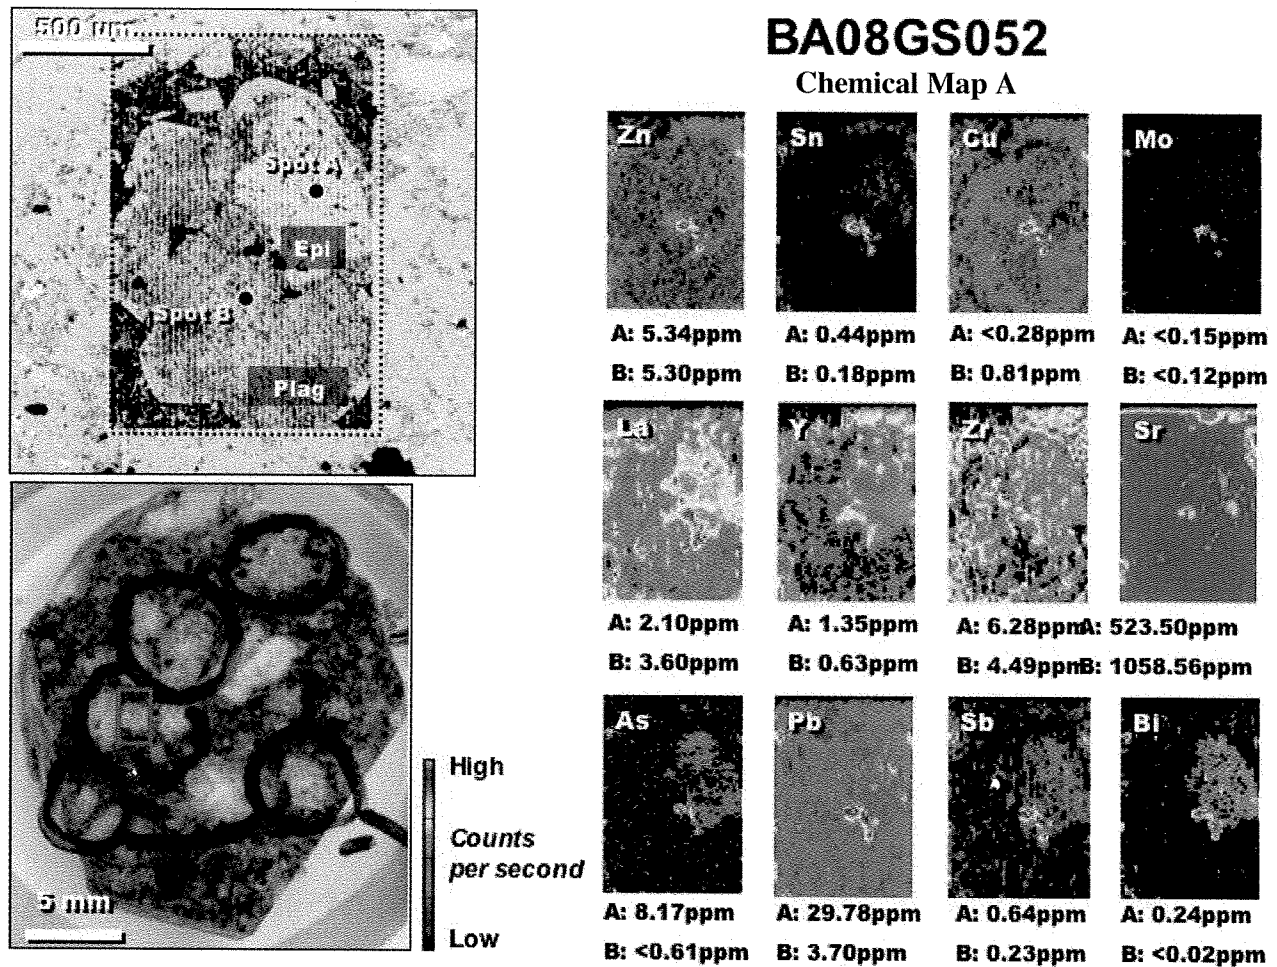 500 um
Spot A
Epi
Spot B
Plag
5 mm
High
Counts
per second
Low
BA08GS052
Chemical Map A
Zn Sn Cu Mo
A: 5.34ppm A: 0.44ppm A: <0.28ppm A: <0.15ppm
B: 5.30ppm B: 0.18ppm B: 0.81ppm B: <0.12ppm
La Y Zr Sr
A: 2.10ppm A: 1.35ppm A: 6.28ppm A: 523.50ppm
B: 3.60ppm B: 0.63ppm B: 4.49ppm B: 1058.56ppm
As Pb Sb Bi
A: 8.17ppm A: 29.78ppm A: 0.64ppm A: 0.24ppm
B: <0.61ppm B: 3.70ppm B: 0.23ppm B: <0.02ppm